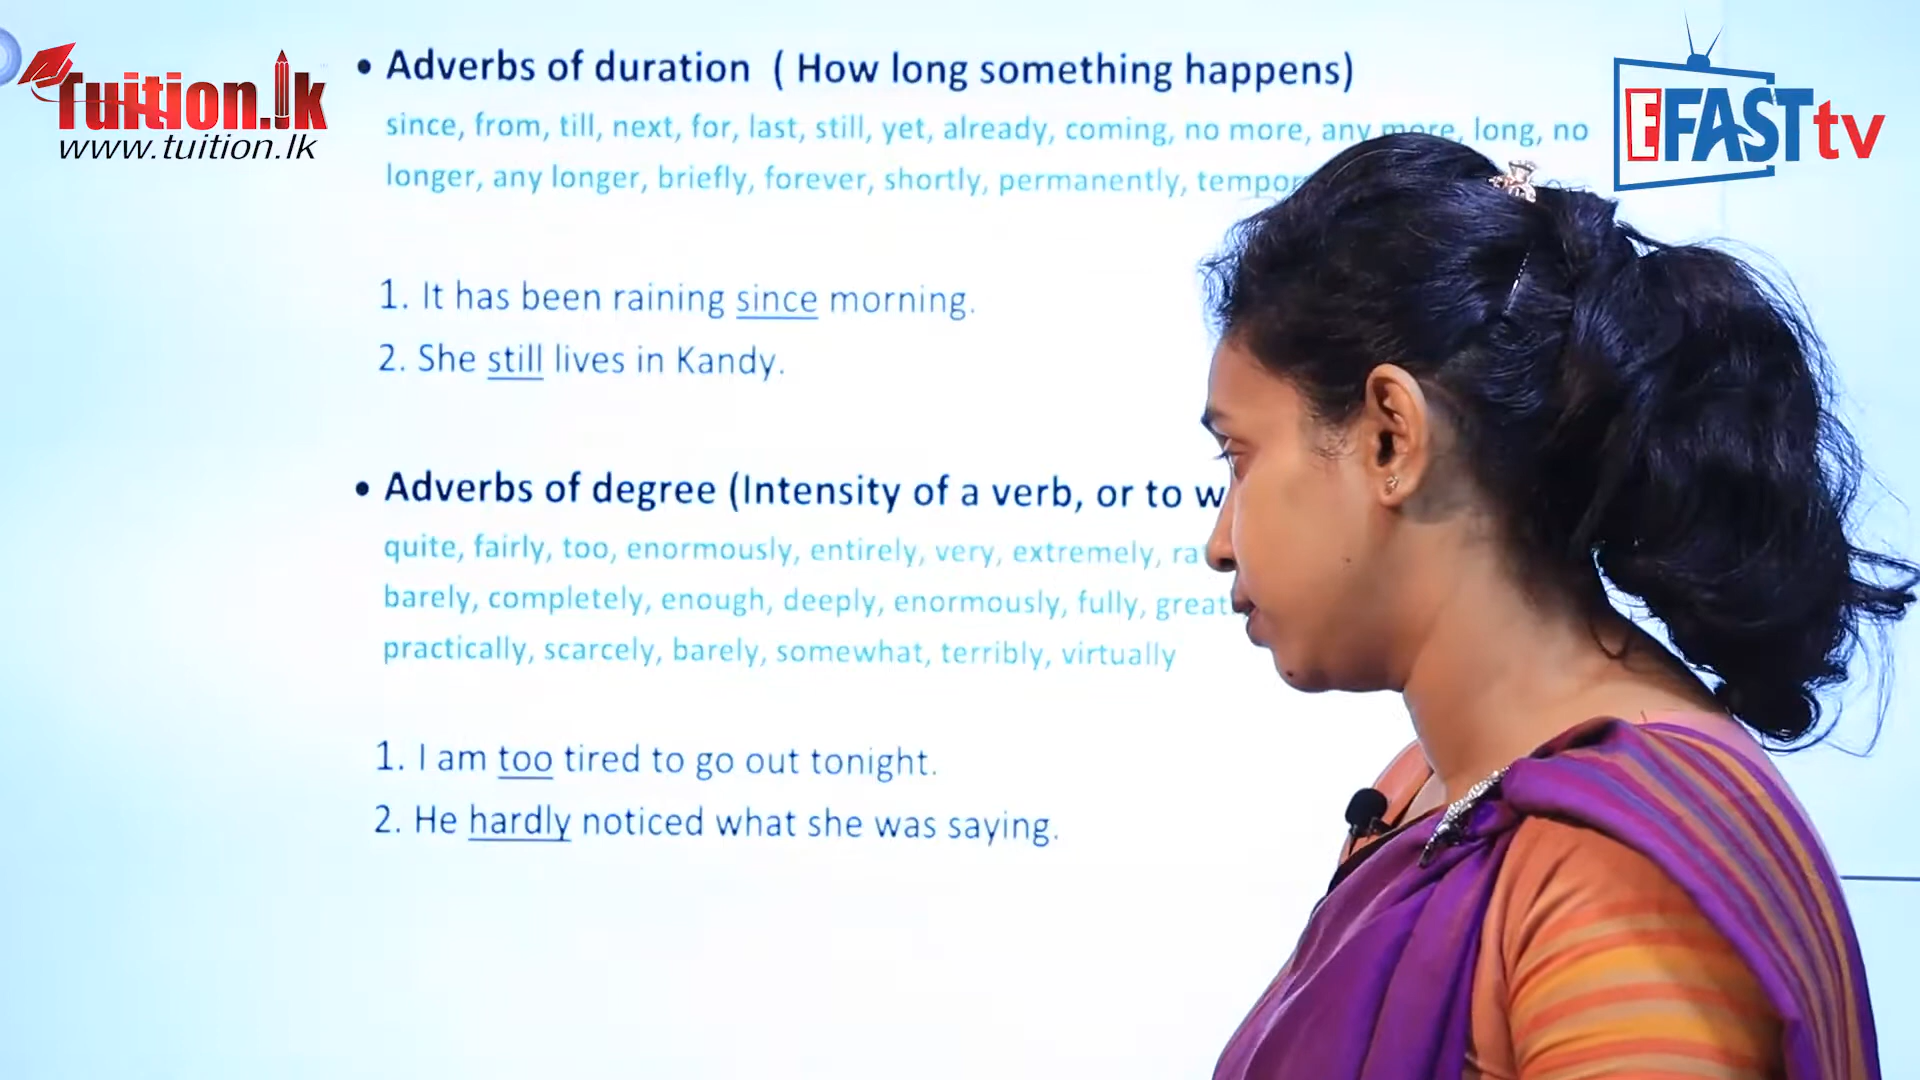 Tuition.lk
www.tuition.lk
EFAST tv
• Adverbs of duration ( How long something happens)
since, from, till, next, for, last, still, yet, already, coming, no more, any more, long, no
longer, any longer, briefly, forever, shortly, permanently,
1. It has been raining since morning.
2. She still lives in Kandy.
• Adverbs of degree (Intensity of a verb, or to
quite, fairly, too, enormously, entirely, very, extremely,
barely, completely, enough, deeply, enormously, fully,
practically, scarcely, barely, somewhat, terribly, virtually
1. I am too tired to go out tonight.
2. He hardly noticed what she was saying.